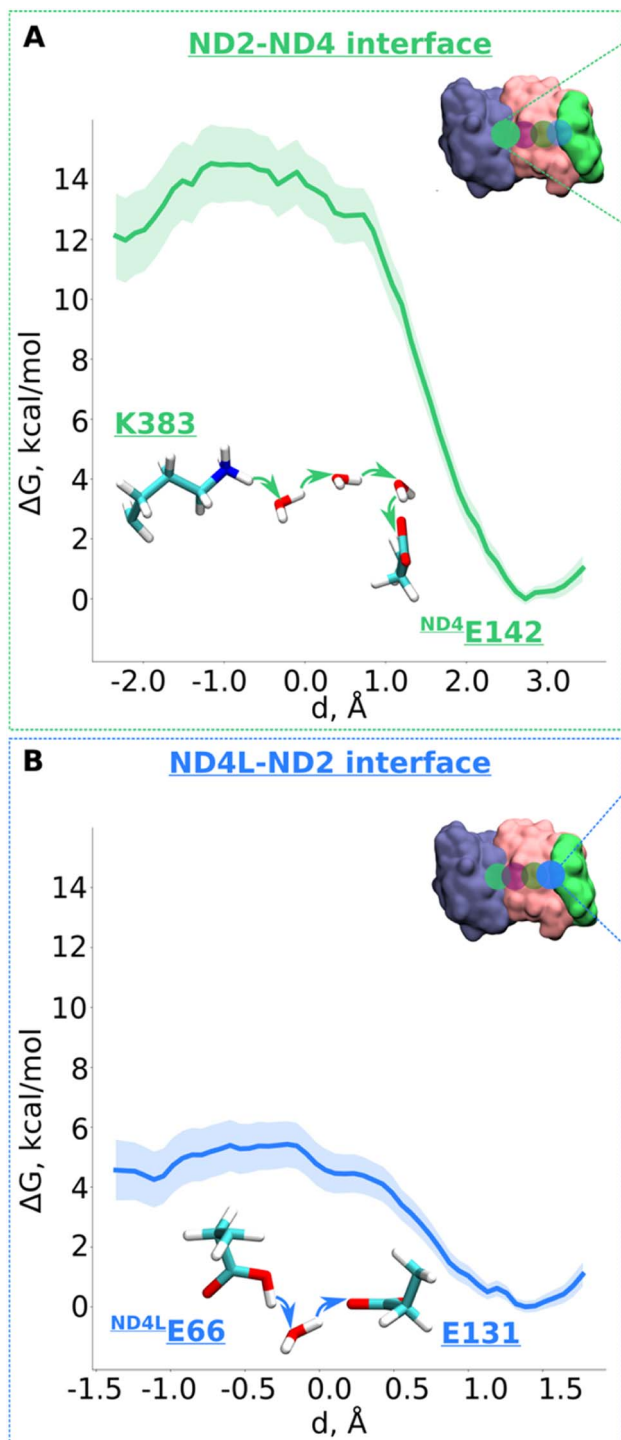 A
ND2-ND4 interface
14
12
10
8
6
4
2
0
ΔG, kcal/mol
K383
ND4E142
-2.0 -1.0 0.0 1.0 2.0 3.0
d, Å
B
ND4L-ND2 interface
14
12
10
8
6
4
2
0
ΔG, kcal/mol
ND4LE66
E131
-1.5 -1.0 -0.5 0.0 0.5 1.0 1.5
d, Å